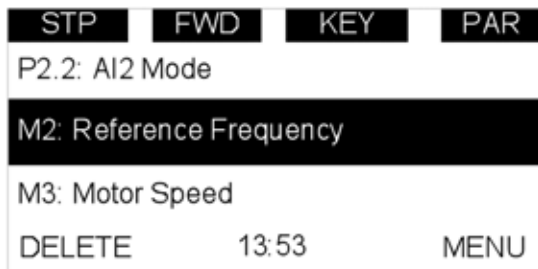 STP FWD KEY PAR
P2.2: AI2 Mode
M2: Reference Frequency
M3: Motor Speed
DELETE 13:53 MENU